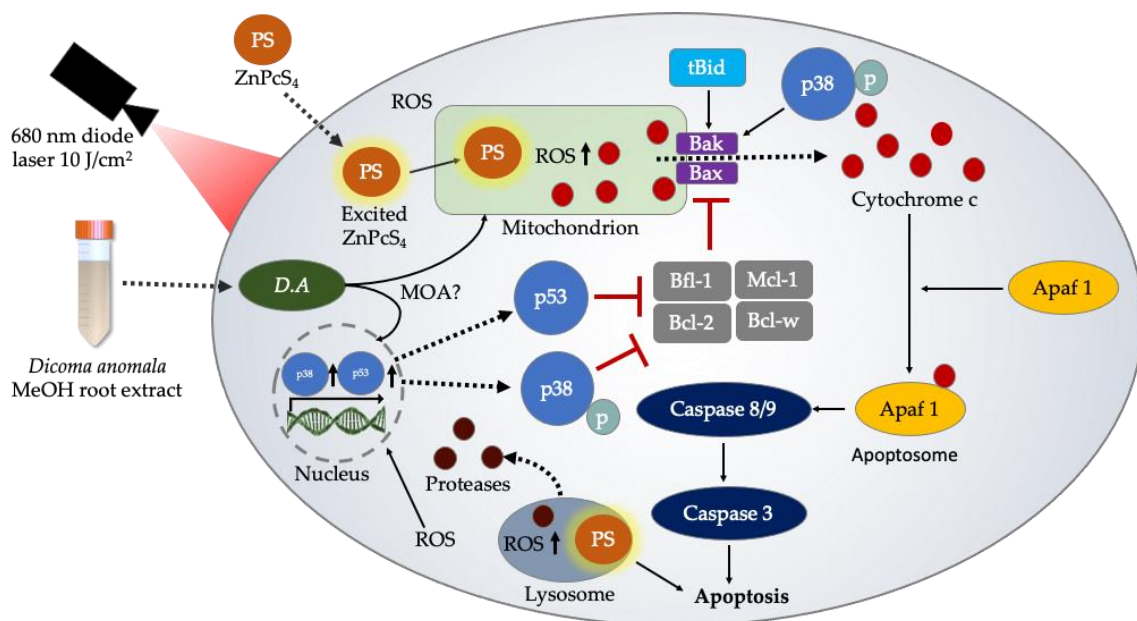 PS
ZnPcS4
680 nm diode
laser 10 J/cm2
Dicoma anomala
MeOH root extract
ROS
PS
Excited
ZnPcS4
PS
ROS
Mitochondrion
tBid
Bak
Bax
p38
p
Cytochrome c
D.A
MOA?
p53
Bfl-1
Mcl-1
Bcl-2
Bcl-w
Apaf 1
p38
p53
Nucleus
p38
p
Caspase 8/9
Apaf 1
Apoptosome
Proteases
ROS
ROS
PS
Lysosome
Caspase 3
Apoptosis